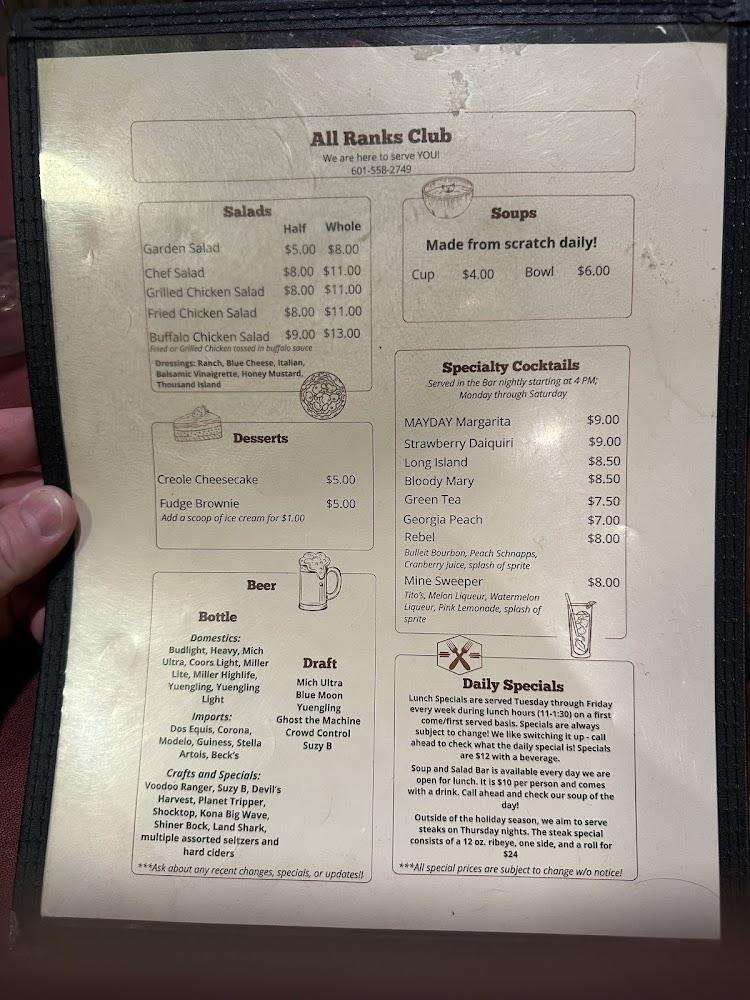 All Ranks Club
We are here to serve YOU!
601-558-2749
Salads
Half Whole
Garden Salad $5.00 $8.00
Chef Salad $8.00 $11.00
Grilled Chicken Salad $8.00 $11.00
Fried Chicken Salad $8.00 $11.00
Buffalo Chicken Salad $9.00 $13.00
Fried or Grilled Chicken tossed in buffalo sauce
Dressings: Ranch, Blue Cheese, Italian,
Balsamic Vinaigrette, Honey Mustard,
Thousand Island
Desserts
Creole Cheesecake $5.00
Fudge Brownie $5.00
Add a scoop of ice cream for $1.00
Beer
Bottle
Domestics:
Budlight, Heavy, Mich
Ultra, Coors Light, Miller
Lite, Miller Highlife,
Yuengling, Yuengling
Light
Imports:
Dos Equis, Corona,
Modelo, Guiness, Stella
Artois, Beck's
Crafts and Specials:
Voodoo Ranger, Suzy B, Devil's
Harvest, Planet Tripper,
Shocktop, Kona Big Wave,
Shiner Bock, Land Shark,
multiple assorted seltzers and
hard ciders
Draft
Mich Ultra
Blue Moon
Yuengling
Ghost the Machine
Crowd Control
Suzy B
***Ask about any recent changes, specials, or updates!!
Soups
Made from scratch daily!
Cup $4.00 Bowl $6.00
Specialty Cocktails
Served in the Bar nightly starting at 4 PM;
Monday through Saturday
MAYDAY Margarita $9.00
Strawberry Daiquiri $9.00
Long Island $8.50
Bloody Mary $8.50
Green Tea $7.50
Georgia Peach $7.00
Rebel $8.00
Bulleit Bourbon, Peach Schnapps,
Cranberry Juice, splash of sprite
Mine Sweeper $8.00
Tito's, Melon Liqueur, Watermelon
Liqueur, Pink Lemonade, splash of
sprite
Daily Specials
Lunch Specials are served Tuesday through Friday
every week during lunch hours (11-1:30) on a first
come/first served basis. Specials are always
subject to change! We like switching it up - call
ahead to check what the daily special is! Specials
are $12 with a beverage.
Soup and Salad Bar is available every day we are
open for lunch. It is $10 per person and comes
with a drink. Call ahead and check our soup of the
day!
Outside of the holiday season, we aim to serve
steaks on Thursday nights. The steak special
consists of a 12 oz. ribeye, one side, and a roll for
$24
***All special prices are subject to change w/o notice!